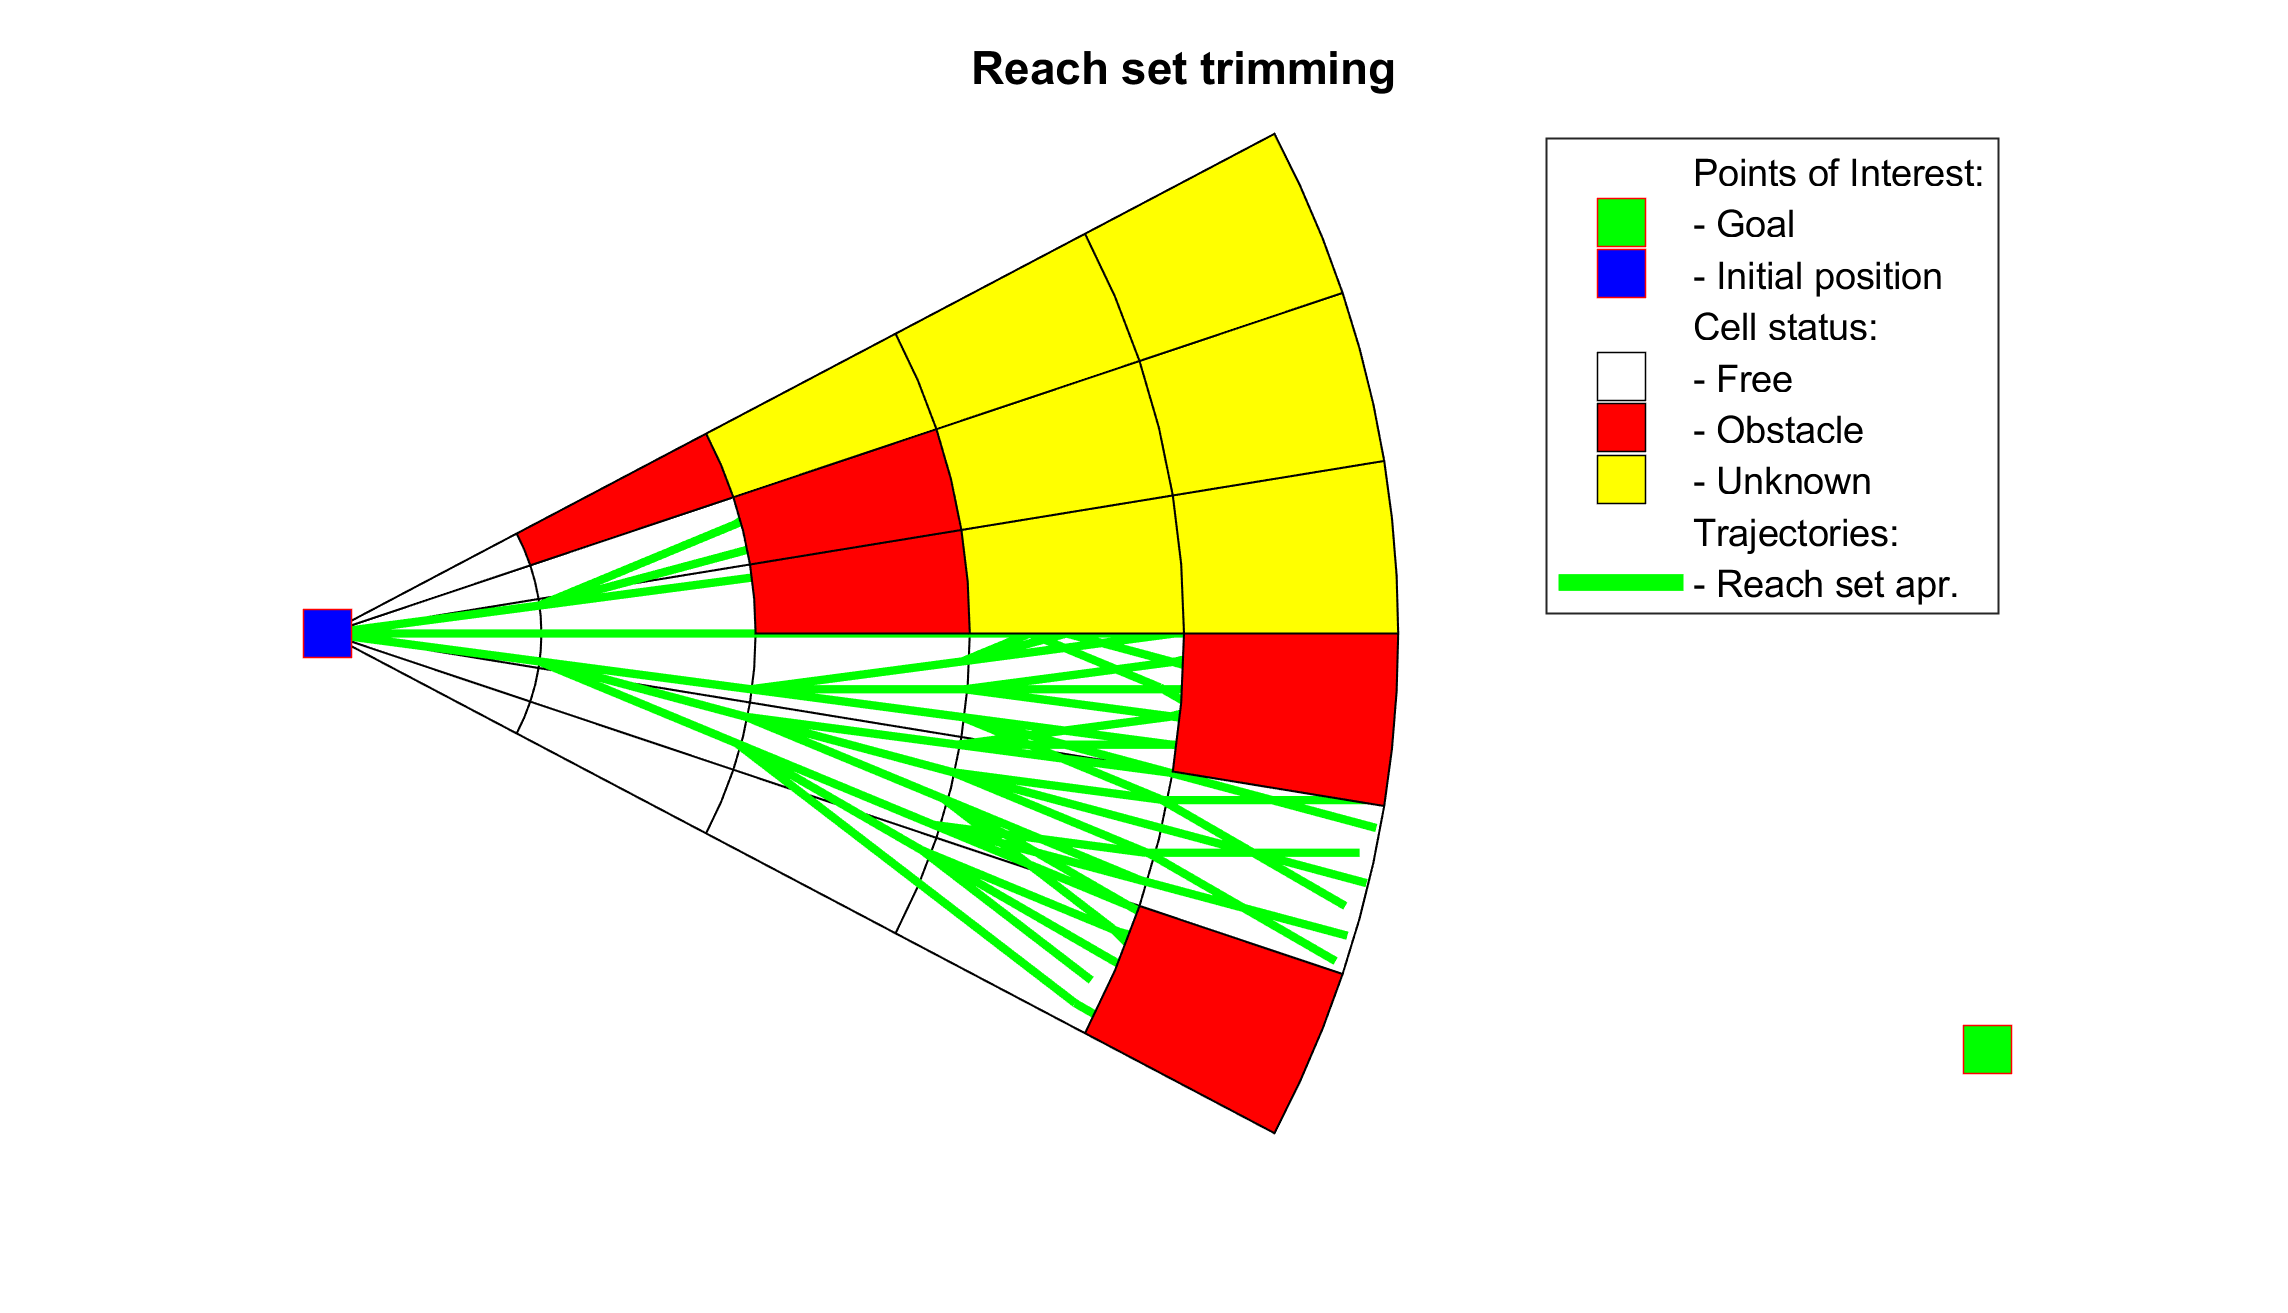 Reach set trimming
Points of Interest:
- Goal
- Initial position
Cell status:
- Free
- Obstacle
- Unknown
Trajectories:
- Reach set apr.